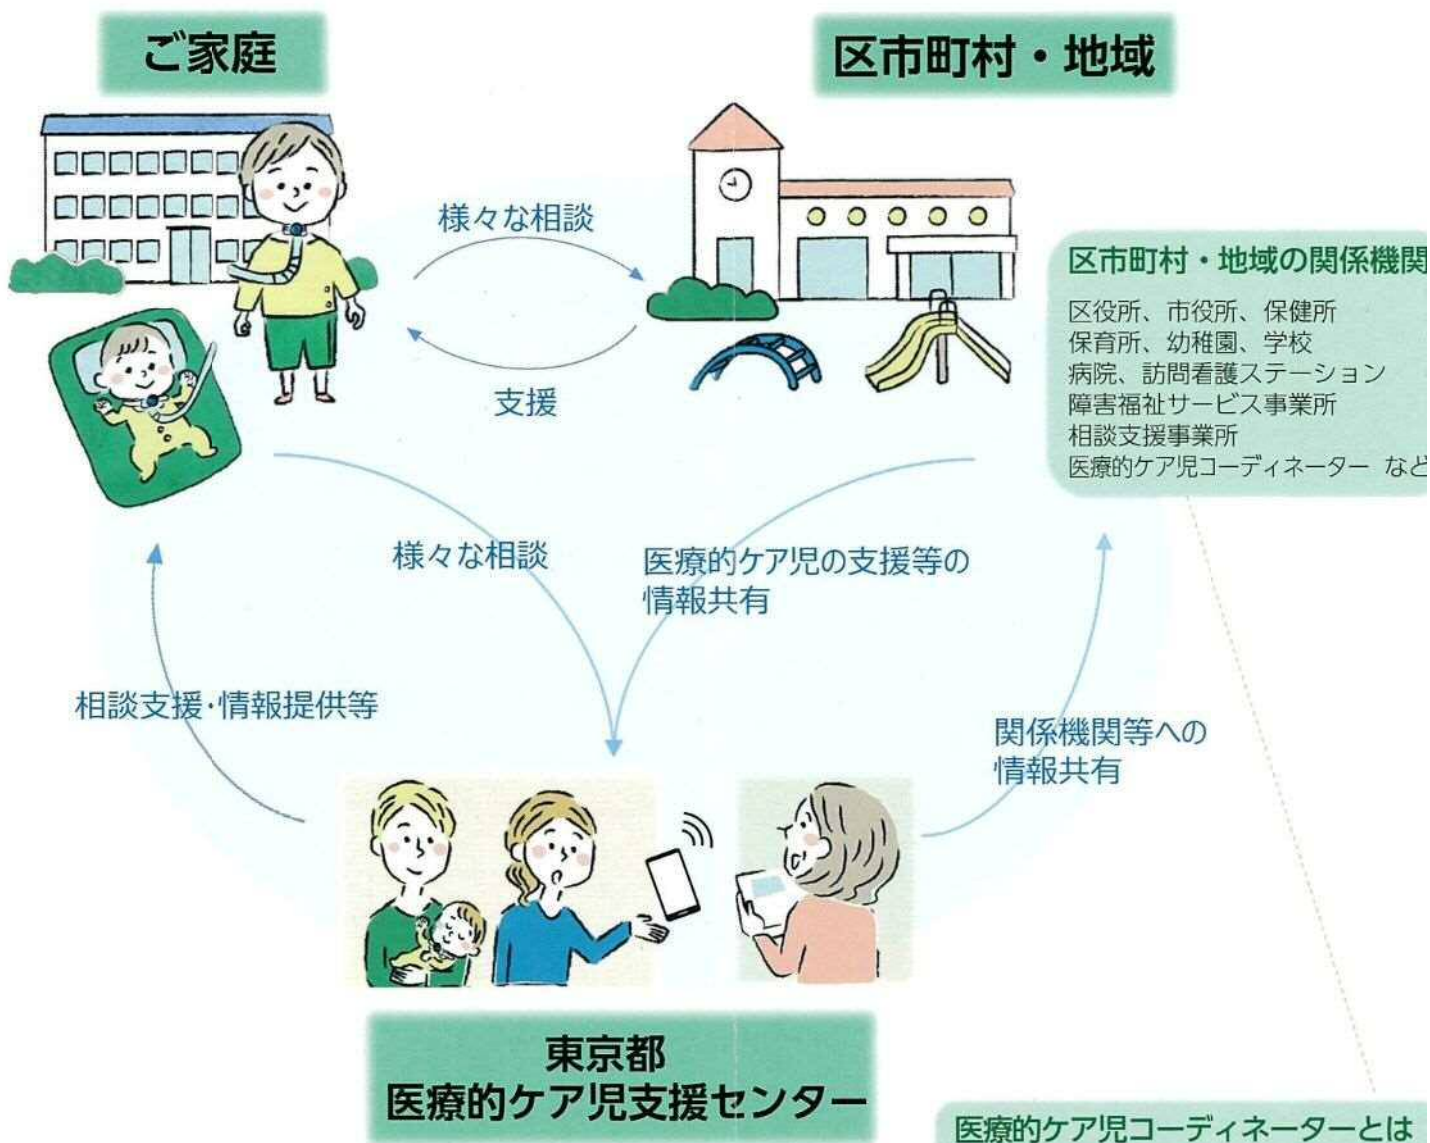 ご家庭
区市町村・地域
様々な相談
支援
区市町村・地域の関係機関
区役所、市役所、保健所
保育所、幼稚園、学校
病院、訪問看護ステーション
障害福祉サービス事業所
相談支援事業所
医療的ケア児コーディネーター など
様々な相談
医療的ケア児の支援等の
情報共有
相談支援・情報提供等
関係機関等への
情報共有
東京都
医療的ケア児支援センター
医療的ケア児コーディネーターとは